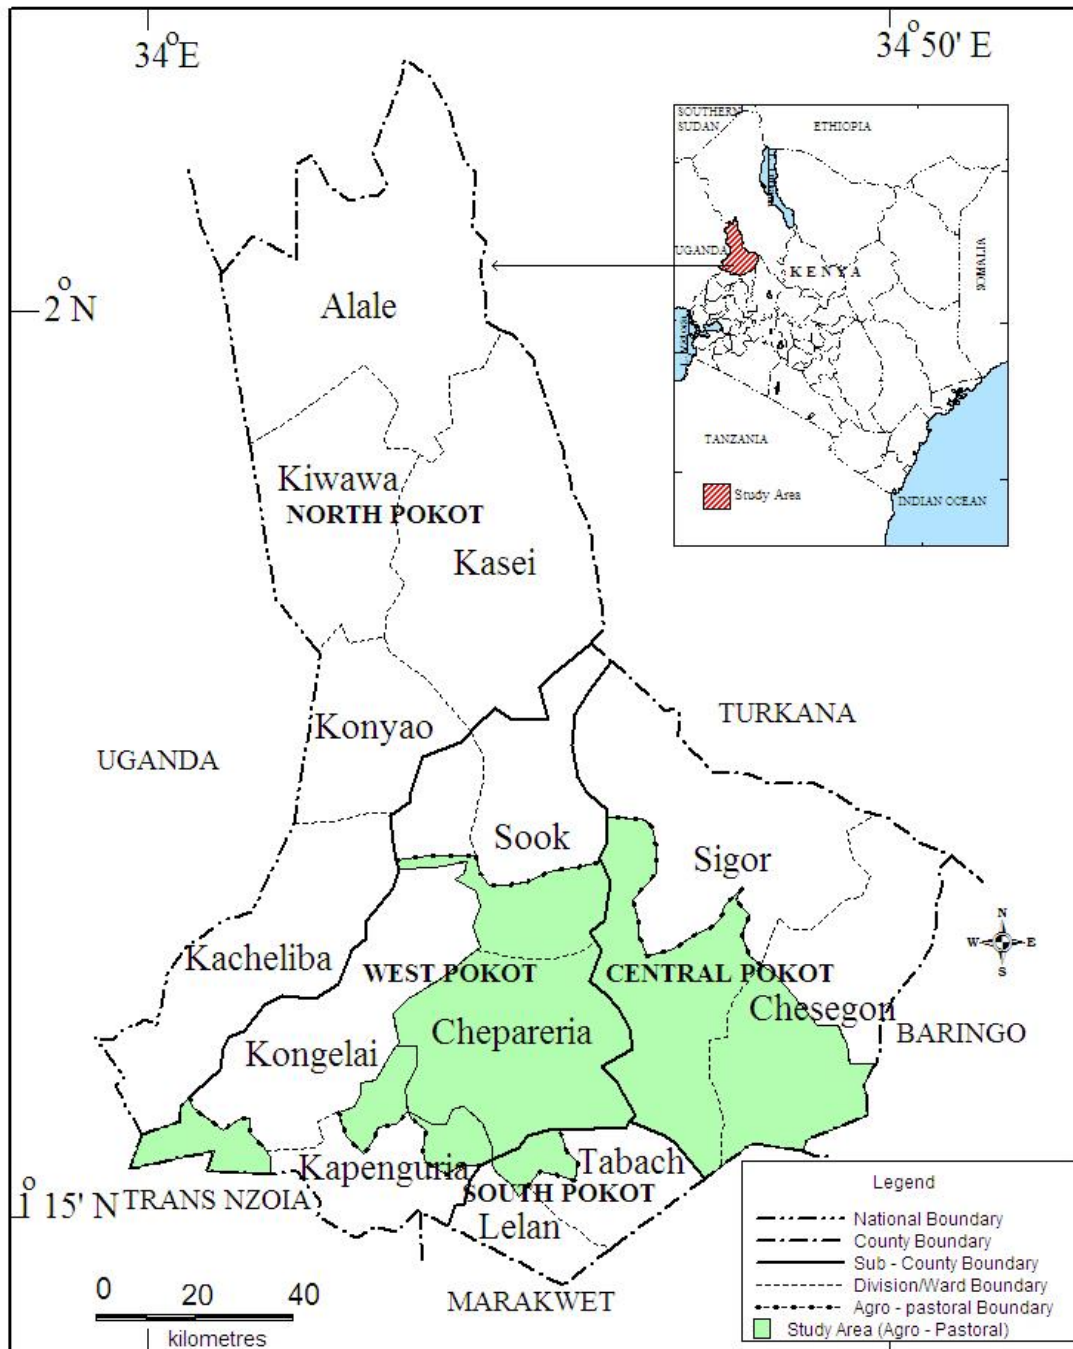 34°E
34°50' E
SOUTHERN
SUDAN
ETHIOPIA
UGANDA
KENYA
SOMALIA
TANZANIA
INDIAN OCEAN
Study Area
2°N
Alale
Kiwawa
NORTH POKOT
Kasei
Konyao
TURKANA
UGANDA
Sook
Sigor
N
W E
S
Kacheliba
WEST POKOT
CENTRAL POKOT
Chesegon
Chepareria
BARINGO
Kongelai
Kapenguria
Tabach
TRANS NZOIA
SOUTH POKOT
1°15' N
Lelan
MARAKWET
0 20 40
kilometres
Legend
National Boundary
County Boundary
Sub - County Boundary
Division/Ward Boundary
Agro - pastoral Boundary
Study Area (Agro - Pastoral)